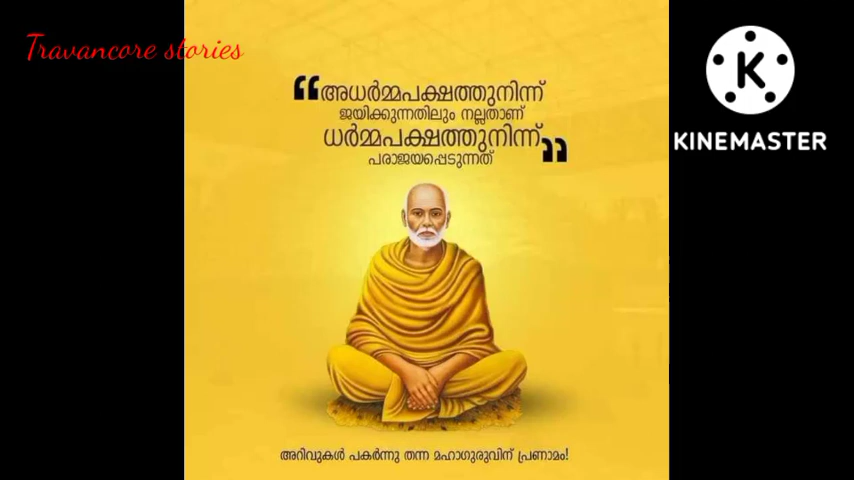 Travancore stories
KINEMASTER
“അധർമ്മപക്ഷത്തുനിന്ന്
ജയിക്കുന്നതിലും നല്ലതാണ്
ധർമ്മപക്ഷത്തുനിന്ന്
പരാജയപ്പെടുന്നത്”
അറിവുകൾ പകർന്നു തന്ന മഹാഗുരുവിന് പ്രണാമം!